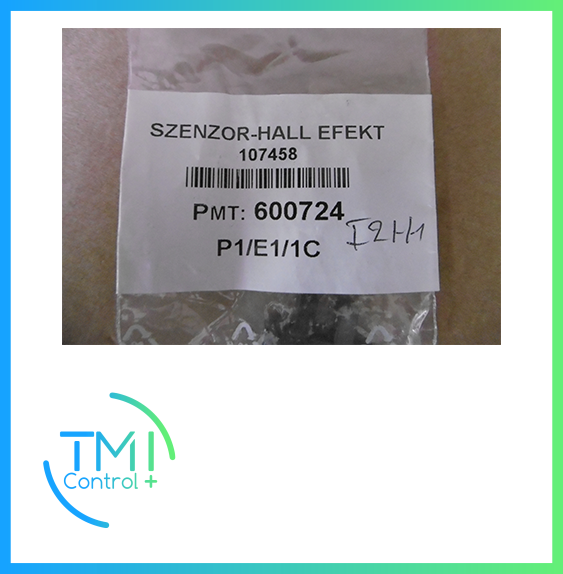 SZENZOR-HALL EFEKT
107458
PMT: 600724
P1/E1/1C
TMI
Control +